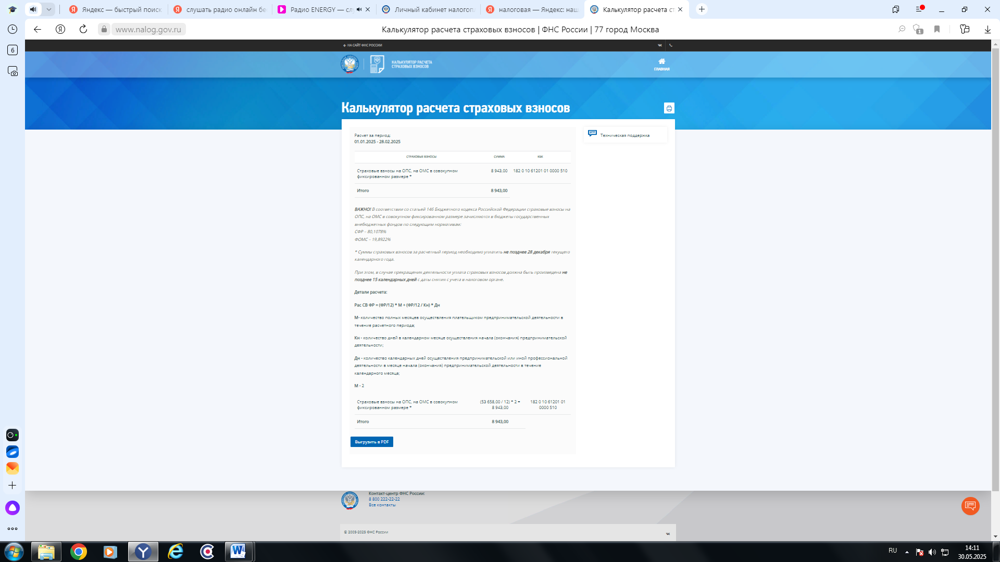 Яндекс — быстрый поиск
слушать радио онлайн бе
Радио ENERGY — сл
Личный кабинет налогопл
налоговая — Яндекс: наш
Калькулятор расчета ст
www.nalog.gov.ru
Калькулятор расчета страховых взносов | ФНС России | 77 город Москва
1
6
НА САЙТ ФНС РОССИИ
КАЛЬКУЛЯТОР РАСЧЕТА
СТРАХОВЫХ ВЗНОСОВ
ГЛАВНАЯ
Калькулятор расчета страховых взносов
Расчет за период:
01.01.2025 - 28.02.2025
Техническая поддержка
СТРАХОВЫЕ ВЗНОСЫ СУММА КБК
Страховые взносы на ОПС, на ОМС в совокупном 8 943,00 182 0 10 61201 01 0000 510
фиксированном размере *
Итого 8 943,00
ВАЖНО! В соответствии со статьей 146 Бюджетного кодекса Российской Федерации страховые взносы на
ОПС, на ОМС в совокупном фиксированном размере зачисляются в бюджеты государственных
внебюджетных фондов по следующим нормативам:
СФР – 80,1078%
ФОМС – 19,8922%
* Суммы страховых взносов за расчетный период необходимо уплатить не позднее 28 декабря текущего
календарного года.
При этом, в случае прекращения деятельности уплата страховых взносов должна быть произведена не
позднее 15 календарных дней с даты снятия с учета в налоговом органе.
Детали расчета:
Рас СВ ФР = (ФР/12) * М + (ФР/12 / Кн) * Дн
М- количество полных месяцев осуществления плательщиком предпринимательской деятельности в
течение расчетного периода;
Кн - количество дней в календарном месяце осуществления начала (окончания) предпринимательской
деятельности;
Дн - количество календарных дней осуществления предпринимательской или иной профессиональной
деятельности в месяце начала (окончания) предпринимательской деятельности в течение
календарного месяца;
М - 2
Страховые взносы на ОПС, на ОМС в совокупном (53 658,00 / 12) * 2 = 182 0 10 61201 01
фиксированном размере * 8 943,00 0000 510
Итого 8 943,00
Выгрузить в PDF
Контакт-центр ФНС России:
8 800 222-22-22
Все контакты
© 2005-2025 ФНС России
RU
14:11
30.05.2025